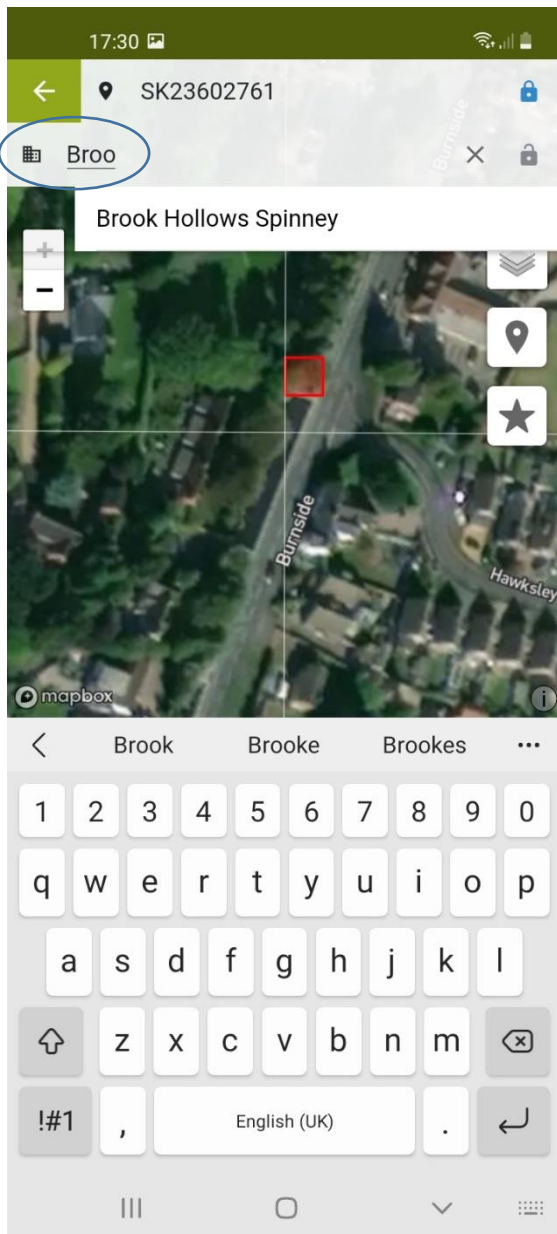 17:30
SK23602761
Burnside
Broo
Brook Hollows Spinney
+
−
Burnside
Hawksley
mapbox
i
Brook Brooke Brookes ...
1 2 3 4 5 6 7 8 9 0
q w e r t y u i o p
a s d f g h j k l
z x c v b n m
!#1 , English (UK) .